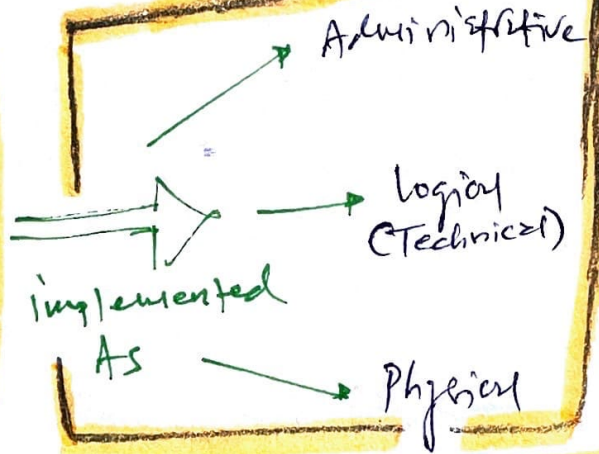 Administrative
Logical
(Technical)
implemented
As
Physical